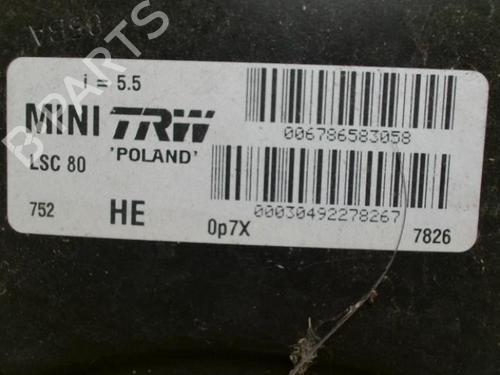 i = 5.5
MINI TRW
'POLAND'
LSC 80
006786583058
00030492278267
752 HE 0p7X 7826
B PARTS